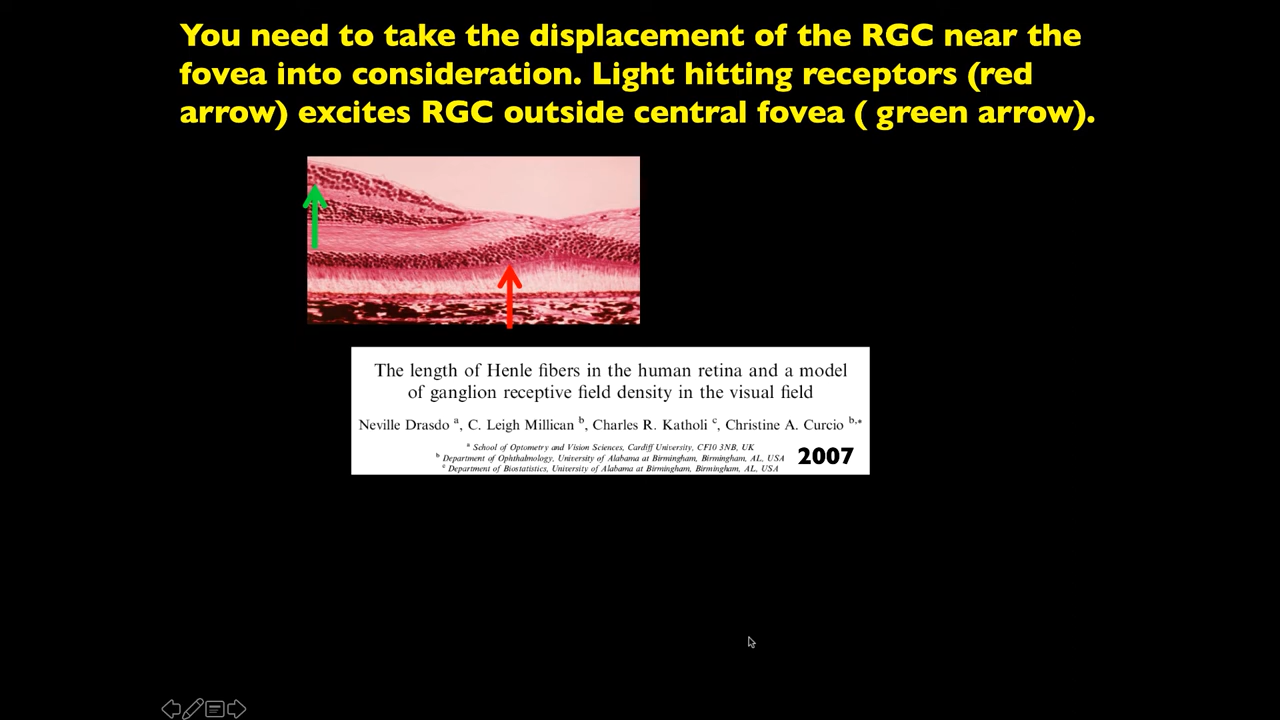 You need to take the displacement of the RGC near the
fovea into consideration. Light hitting receptors (red
arrow) excites RGC outside central fovea ( green arrow).
The length of Henle fibers in the human retina and a model
of ganglion receptive field density in the visual field
Neville Drasdo a, C. Leigh Millican b, Charles R. Katholi c, Christine A. Curcio b,*
a School of Optometry and Vision Sciences, Cardiff University, CF10 3NB, UK
b Department of Ophthalmology, University of Alabama at Birmingham, Birmingham, AL, USA
c Department of Biostatistics, University of Alabama at Birmingham, Birmingham, AL, USA
2007